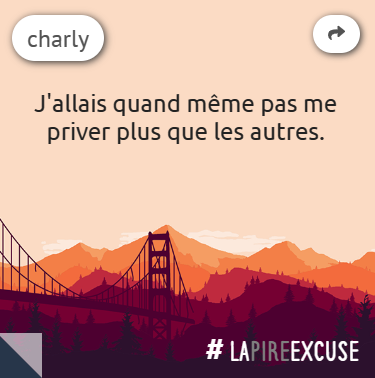 charly
J'allais quand même pas me
priver plus que les autres.
# LAPIREEXCUSE